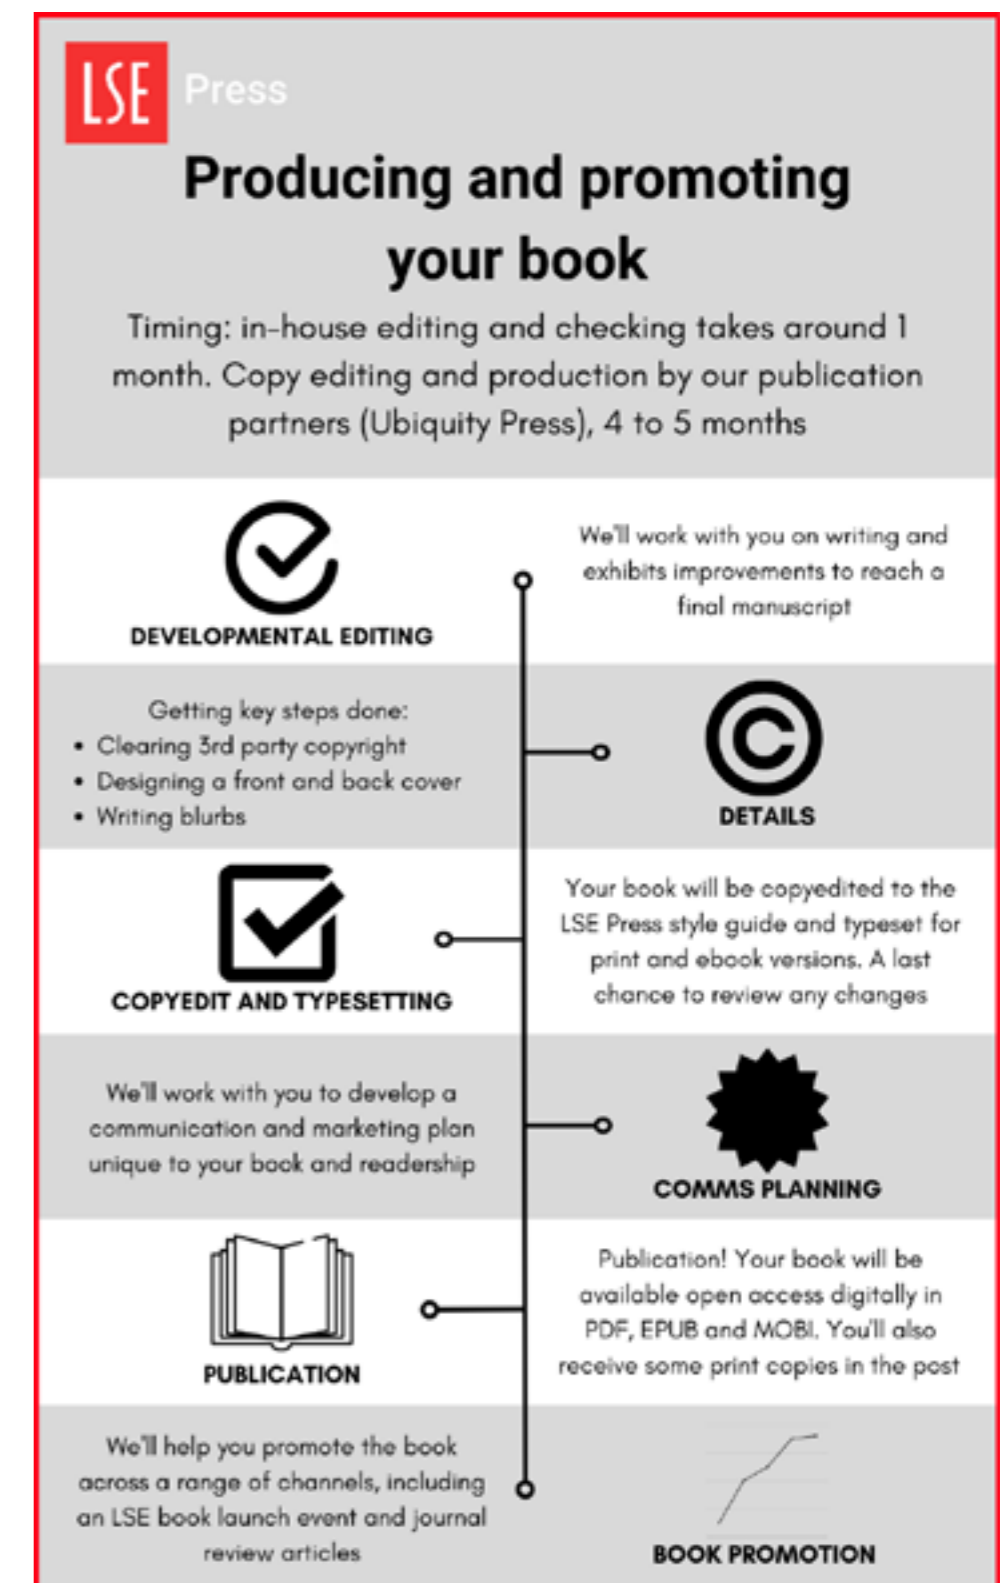 LSE Press
Producing and promoting
your book
Timing: in-house editing and checking takes around 1
month. Copy editing and production by our publication
partners (Ubiquity Press), 4 to 5 months
DEVELOPMENTAL EDITING
We'll work with you on writing and
exhibits improvements to reach a
final manuscript
Getting key steps done:
• Clearing 3rd party copyright
• Designing a front and back cover
• Writing blurbs
C
DETAILS
COPYEDIT AND TYPESETTING
Your book will be copyedited to the
LSE Press style guide and typeset for
print and ebook versions. A last
chance to review any changes
We'll work with you to develop a
communication and marketing plan
unique to your book and readership
COMMS PLANNING
PUBLICATION
Publication! Your book will be
available open access digitally in
PDF, EPUB and MOBI. You'll also
receive some print copies in the post
We'll help you promote the book
across a range of channels, including
an LSE book launch event and journal
review articles
BOOK PROMOTION